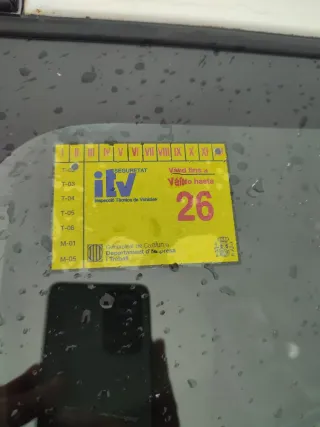 I II III IV V VI VII VIII IX X XI
SEGURETAT
Vàlid fins a
T-03
itv
Válido hasta
T-04
Inspecció Tècnica de Vehicles
26
T-05
T-06
M-01
Generalitat de Catalunya
Departament d'Empresa
i Treball
M-05